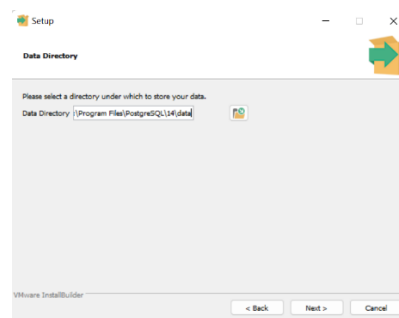 Setup
Data Directory
Please select a directory under which to store your data.
Data Directory \Program Files\PostgreSQL\14\data
VMware InstallBuilder
< Back Next > Cancel